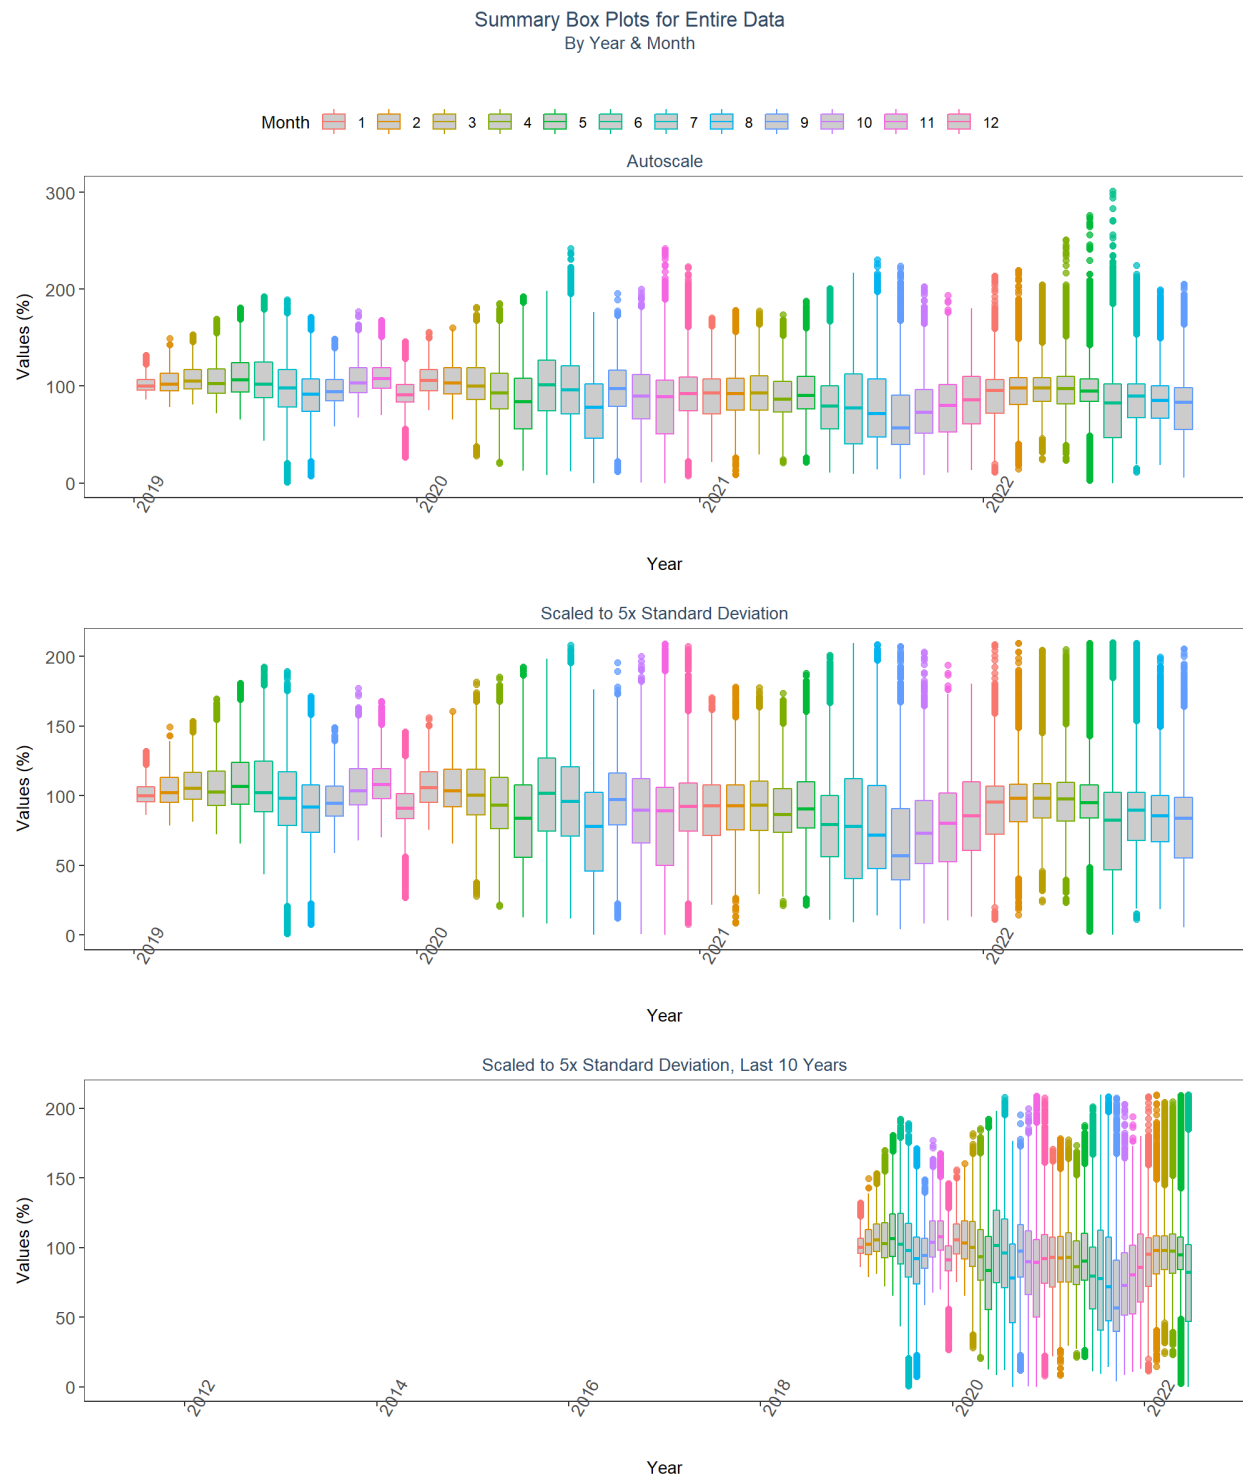 Summary Box Plots for Entire Data
By Year & Month
Month 1 2 3 4 5 6 7 8 9 10 11 12
Autoscale
300
200
100
0
Values (%)
2019 2020 2021 2022
Year
Scaled to 5x Standard Deviation
200
150
100
50
0
Values (%)
2019 2020 2021 2022
Year
Scaled to 5x Standard Deviation, Last 10 Years
200
150
100
50
0
Values (%)
2012 2014 2016 2018 2020 2022
Year